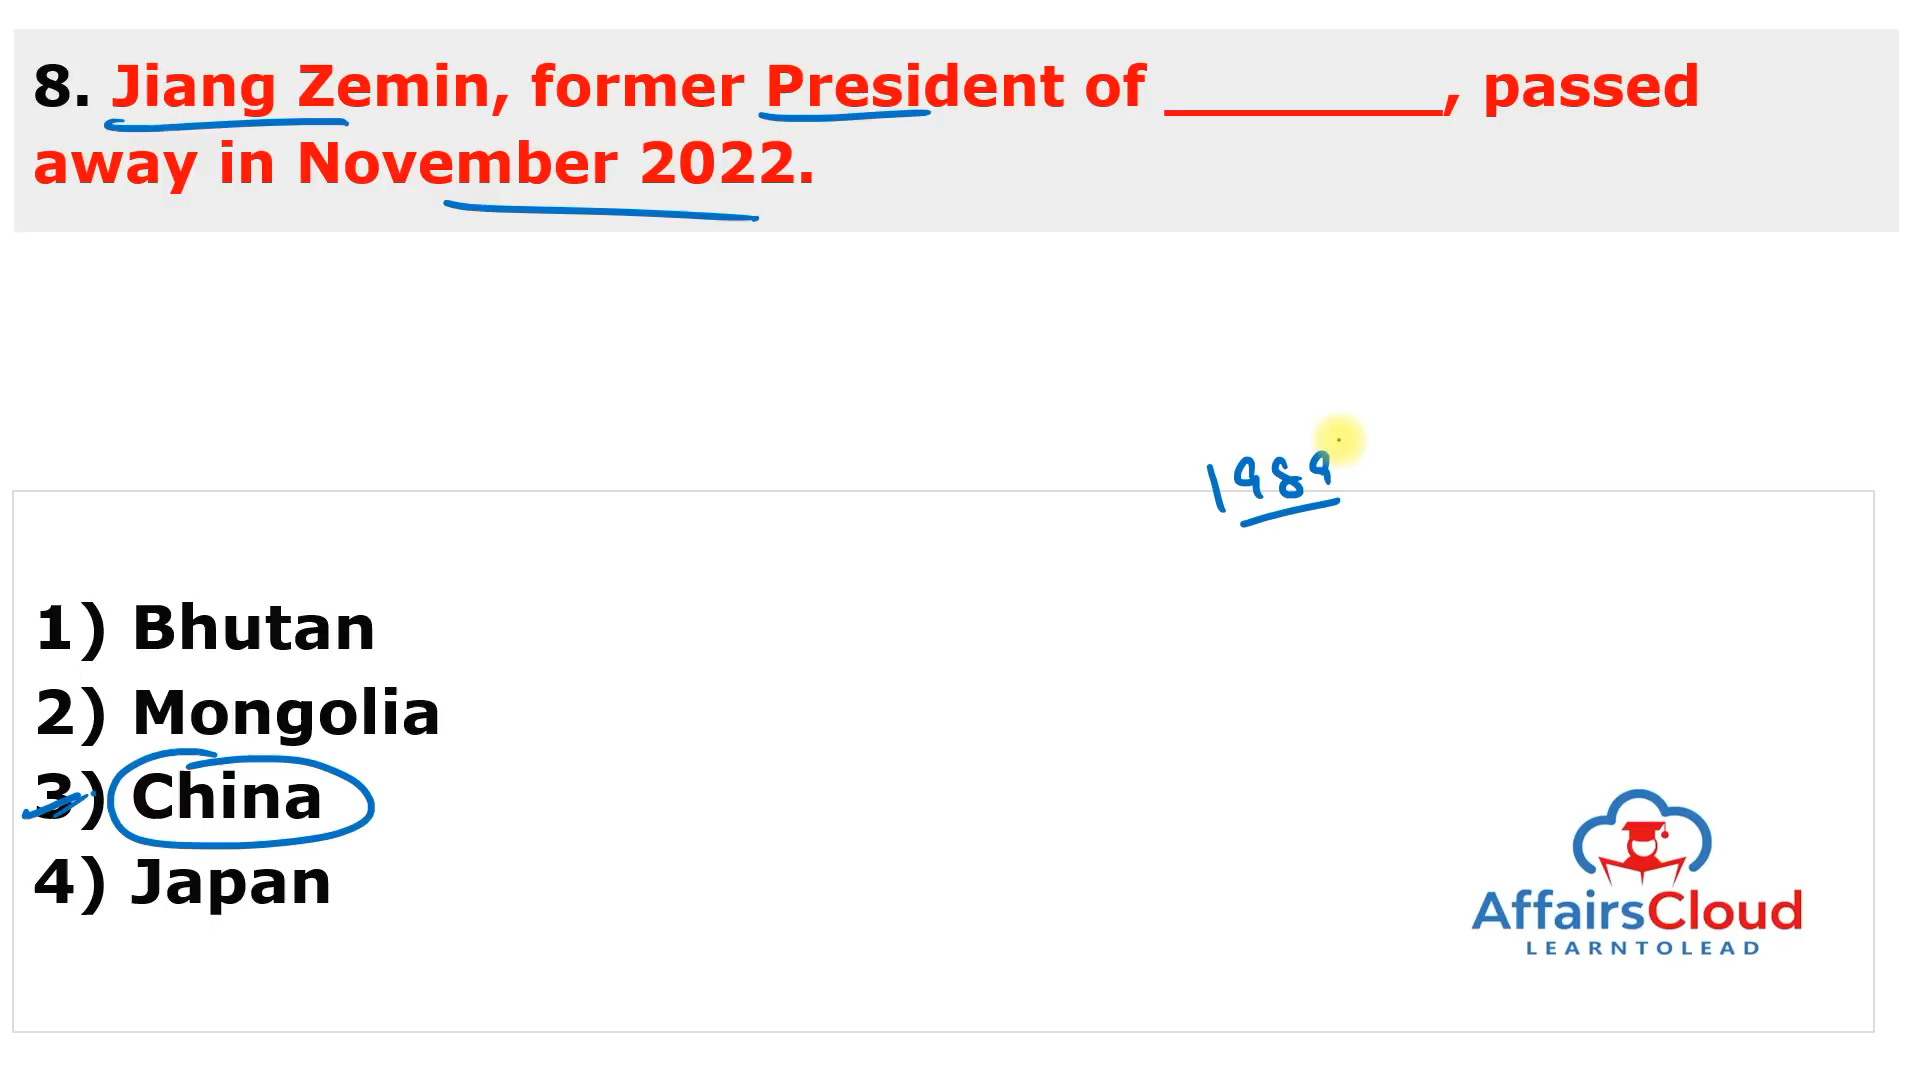 8. Jiang Zemin, former President of __________, passed
away in November 2022.
1989
1) Bhutan
2) Mongolia
3) China
4) Japan
AffairsCloud
LEARNTOLEAD